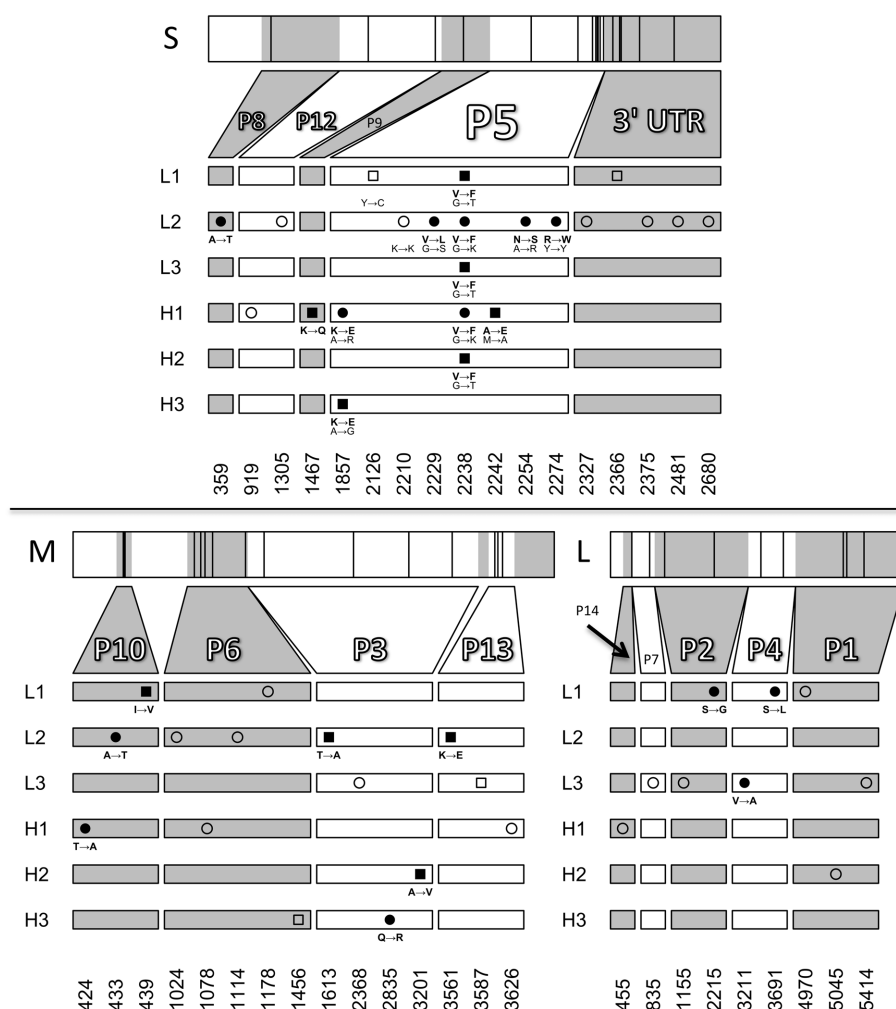 S
P8 P12 P9 P5 3' UTR
L1
V→F
Y→C G→T
L2
A→T V→L V→F N→S R→W
K→K G→S G→K A→R Y→Y
L3
V→F
G→T
H1
K→Q K→E V→F A→E
A→R G→K M→A
H2
V→F
G→T
H3
K→E
A→G
359 919 1305 1467 1857 2126 2210 2229 2238 2242 2254 2274 2327 2366 2375 2481 2680
M
P10 P6 P3 P13
L1
I→V
L2
A→T T→A K→E
L3
H1
T→A
H2
A→V
H3
Q→R
424 433 439 1024 1078 1114 1178 1456 1613 2368 2835 3201 3561 3587 3626
L
P14 P7 P2 P4 P1
L1
S→G S→L
L2
L3
V→A
H1
H2
H3
455 835 1155 2215 3211 3691 4970 5045 5414